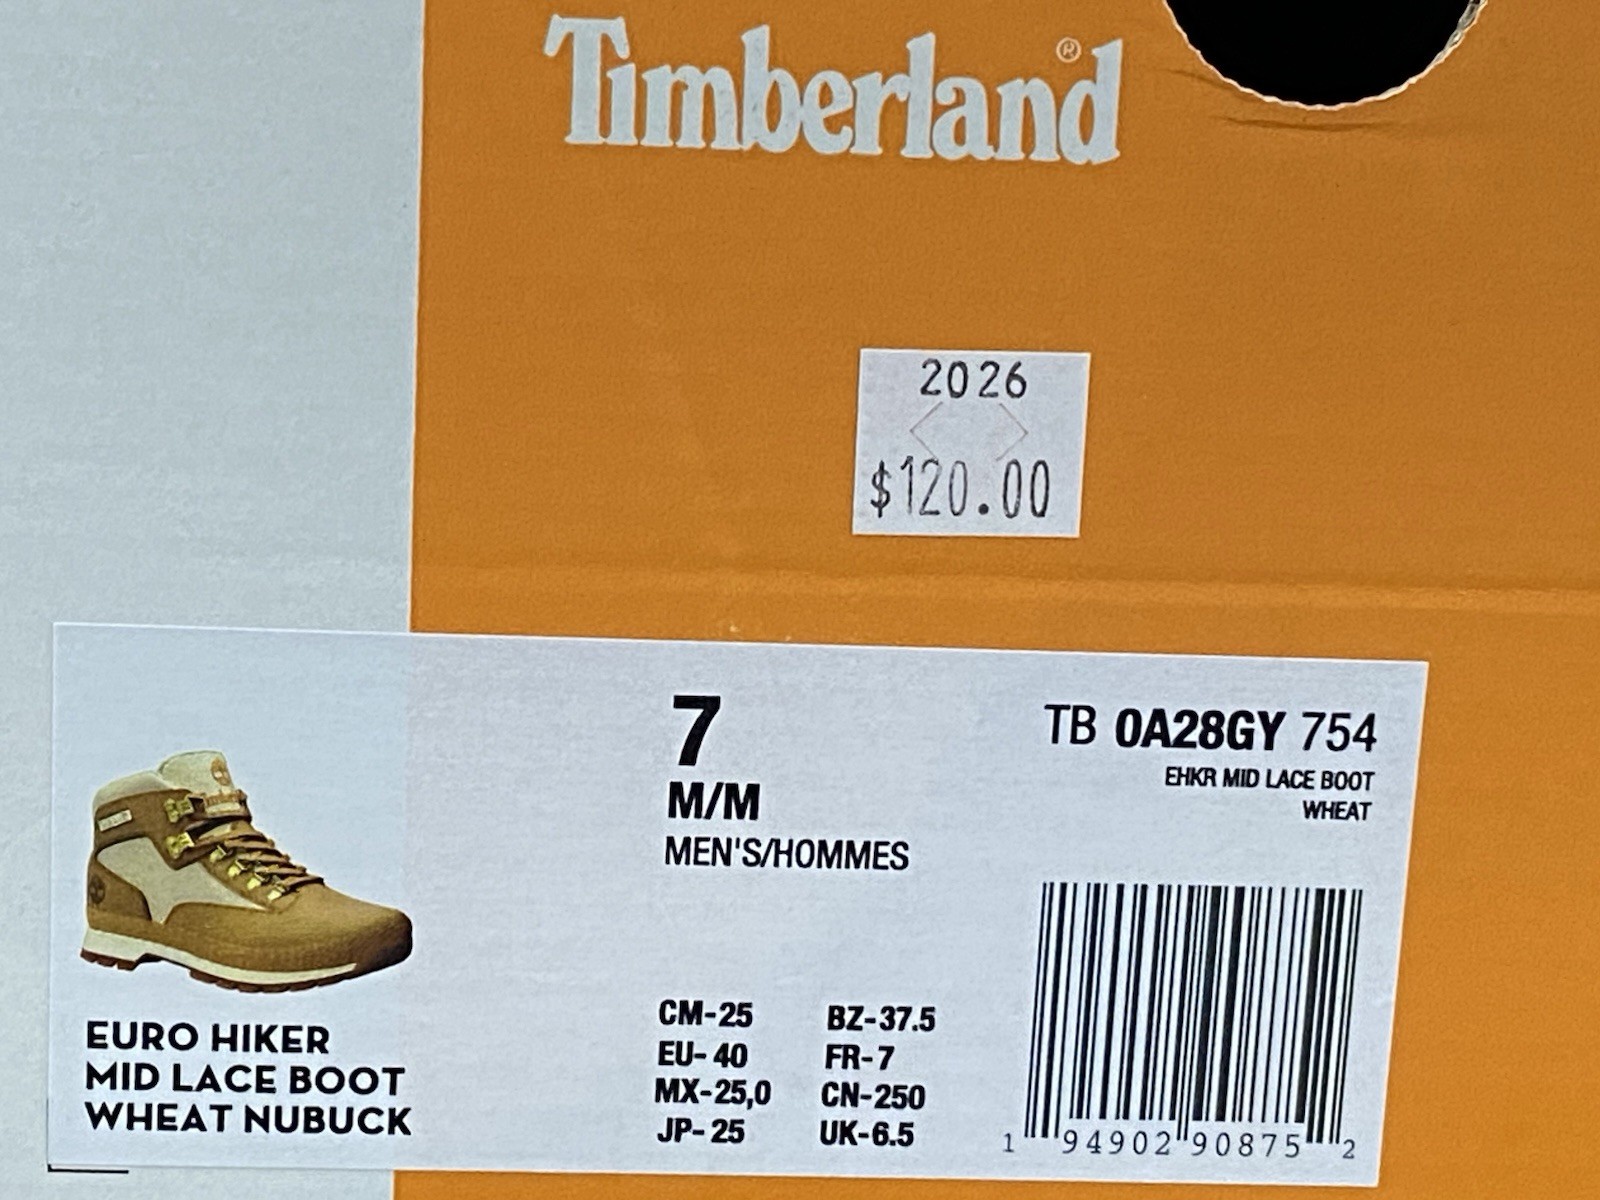 Timberland®
2026
$120.00
7
M/M
MEN'S/HOMMES
TB 0A28GY 754
EHKR MID LACE BOOT
WHEAT
EURO HIKER
MID LACE BOOT
WHEAT NUBUCK
CM-25 BZ-37.5
EU-40 FR-7
MX-25,0 CN-250
JP-25 UK-6.5
1 94902 90875 2